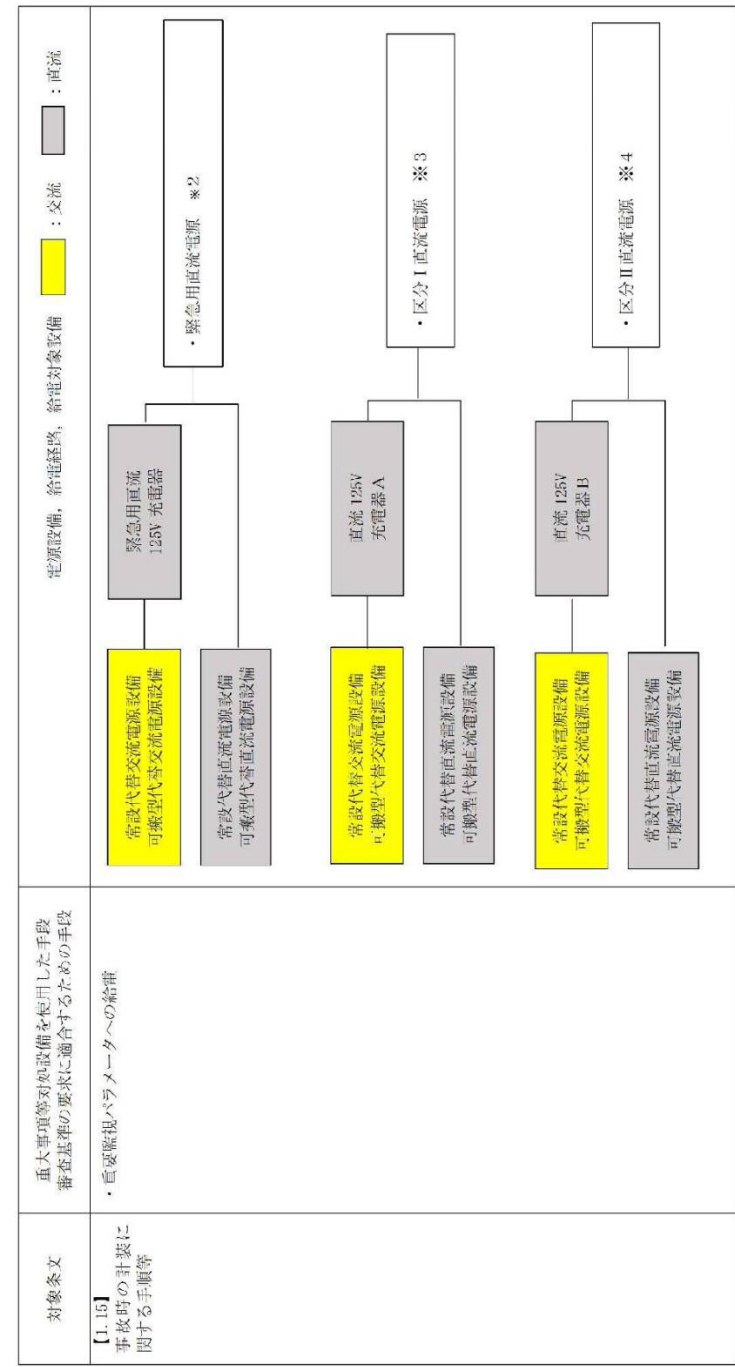 対象条文
重大事項等対処設備を使用した手段
審査基準の要求に適合するための手段
電源設備，給電経路，給電対象設備
：交流
：直流
【1.15】
事故時の計装に
関する手順等
・重要監視パラメータへの給電
常設代替交流電源設備
可搬型代替交流電源設備
緊急用直流
125V 充電器
常設代替直流電源設備
可搬型代替直流電源設備
・緊急用直流電源　※2
常設代替交流電源設備
可搬型代替交流電源設備
直流 125V
充電器A
常設代替直流電源設備
可搬型代替直流電源設備
・区分Ⅰ直流電源　※3
常設代替交流電源設備
可搬型代替交流電源設備
直流 125V
充電器B
常設代替直流電源設備
可搬型代替直流電源設備
・区分Ⅱ直流電源　※4